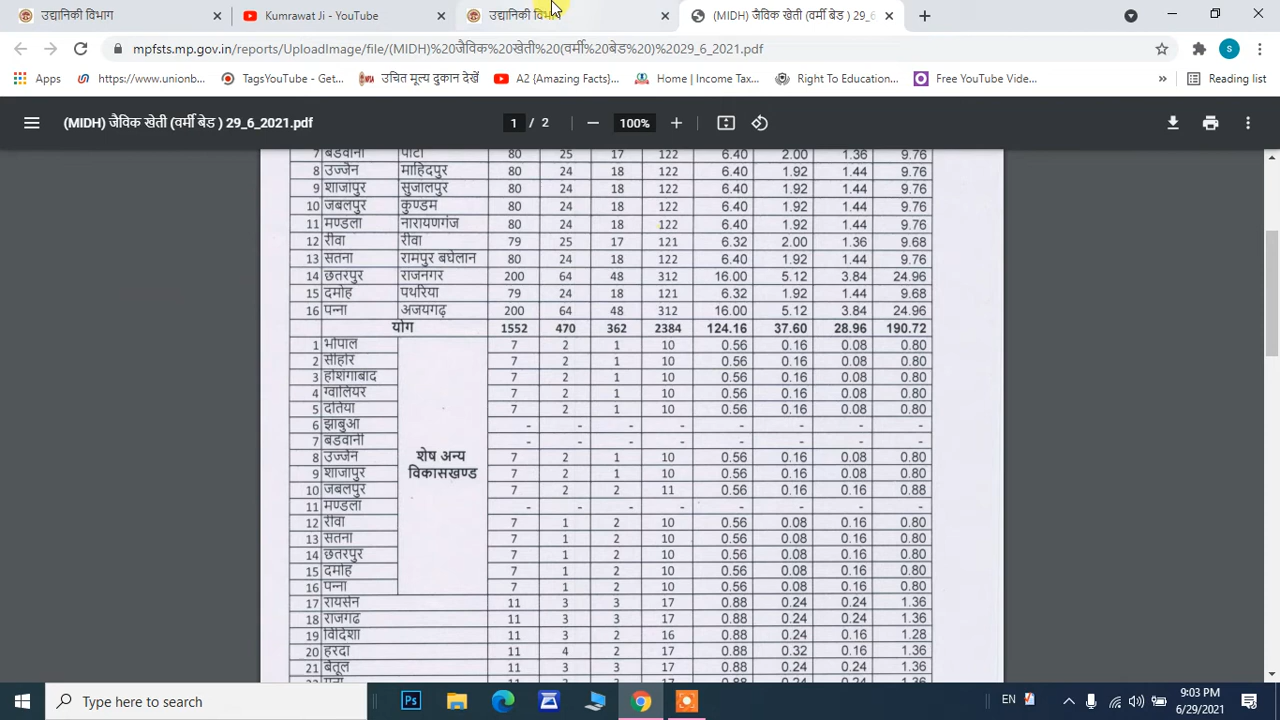 उद्यानिकी विभाग
Kumrawat Ji - YouTube
उद्यानिकी विभाग
(MIDH) जैविक खेती (वर्मी बेड ) 29_6
mpfsts.mp.gov.in/reports/UploadImage/file/(MIDH)%20जैविक%20खेती%20(वर्मी%20बेड%20)%2029_6_2021.pdf
Apps https://www.unionb... TagsYouTube - Get... उचित मूल्य दुकान देखें A2 {Amazing Facts}... Home | Income Tax... Right To Education... Free YouTube Vide... » Reading list
(MIDH) जैविक खेती (वर्मी बेड ) 29_6_2021.pdf 1 / 2 100%
7 बडवानी पाटी 80 25 17 122 6.40 2.00 1.36 9.76
8 उज्जैन माहिदपुर 80 24 18 122 6.40 1.92 1.44 9.76
9 शाजापुर सुजालपुर 80 24 18 122 6.40 1.92 1.44 9.76
10 जबलपुर कुण्डम 80 24 18 122 6.40 1.92 1.44 9.76
11 मण्डला नारायणगंज 80 24 18 122 6.40 1.92 1.44 9.76
12 रीवा रीवा 79 25 17 121 6.32 2.00 1.36 9.68
13 सतना रामपुर बघेलान 80 24 18 122 6.40 1.92 1.44 9.76
14 छतरपुर राजनगर 200 64 48 312 16.00 5.12 3.84 24.96
15 दमोह पथरिया 79 24 18 121 6.32 1.92 1.44 9.68
16 पन्ना अजयगढ़ 200 64 48 312 16.00 5.12 3.84 24.96
योग 1552 470 362 2384 124.16 37.60 28.96 190.72
1 भोपाल 7 2 1 10 0.56 0.16 0.08 0.80
2 सीहोर 7 2 1 10 0.56 0.16 0.08 0.80
3 होशंगाबाद 7 2 1 10 0.56 0.16 0.08 0.80
4 ग्वालियर 7 2 1 10 0.56 0.16 0.08 0.80
5 दतिया 7 2 1 10 0.56 0.16 0.08 0.80
6 झाबुआ - - - - - - - -
7 बडवानी - - - - - - - -
8 उज्जैन शेष अन्य 7 2 1 10 0.56 0.16 0.08 0.80
9 शाजापुर विकासखण्ड 7 2 1 10 0.56 0.16 0.08 0.80
10 जबलपुर 7 2 2 11 0.56 0.16 0.16 0.88
11 मण्डला - - - - - - - -
12 रीवा 7 1 2 10 0.56 0.08 0.16 0.80
13 सतना 7 1 2 10 0.56 0.08 0.16 0.80
14 छतरपुर 7 1 2 10 0.56 0.08 0.16 0.80
15 दमोह 7 1 2 10 0.56 0.08 0.16 0.80
16 पन्ना 7 1 2 10 0.56 0.08 0.16 0.80
17 रायसेन 11 3 3 17 0.88 0.24 0.24 1.36
18 राजगढ 11 3 3 17 0.88 0.24 0.24 1.36
19 विदिशा 11 3 2 16 0.88 0.24 0.16 1.28
20 हरदा 11 4 2 17 0.88 0.32 0.16 1.36
21 बेतूल 11 3 3 17 0.88 0.24 0.24 1.36
Type here to search
EN
9:03 PM
6/29/2021